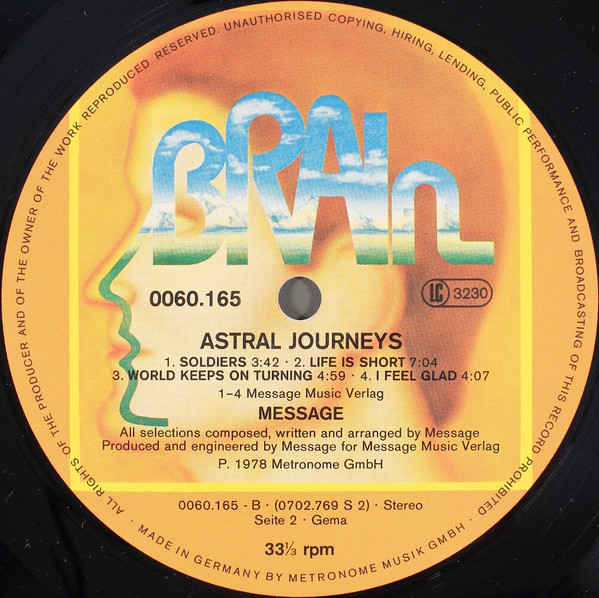 ALL RIGHTS OF THE PRODUCER AND OF THE OWNER OF THE WORK REPRODUCED RESERVED. UNAUTHORISED COPYING, HIRING, LENDING, PUBLIC PERFORMANCE AND BROADCASTING OF THIS RECORD PROHIBITED ·
BRAIn
0060.165
LC 3230
ASTRAL JOURNEYS
1. SOLDIERS 3:42 · 2. LIFE IS SHORT 7:04
3. WORLD KEEPS ON TURNING 4:59 · 4. I FEEL GLAD 4:07
1–4 Message Music Verlag
MESSAGE
All selections composed, written and arranged by Message
Produced and engineered by Message for Message Music Verlag
P. 1978 Metronome GmbH
0060.165 - B · (0702.769 S 2) · Stereo
Seite 2 · Gema
33⅓ rpm
· MADE IN GERMANY BY METRONOME MUSIK GMBH ·